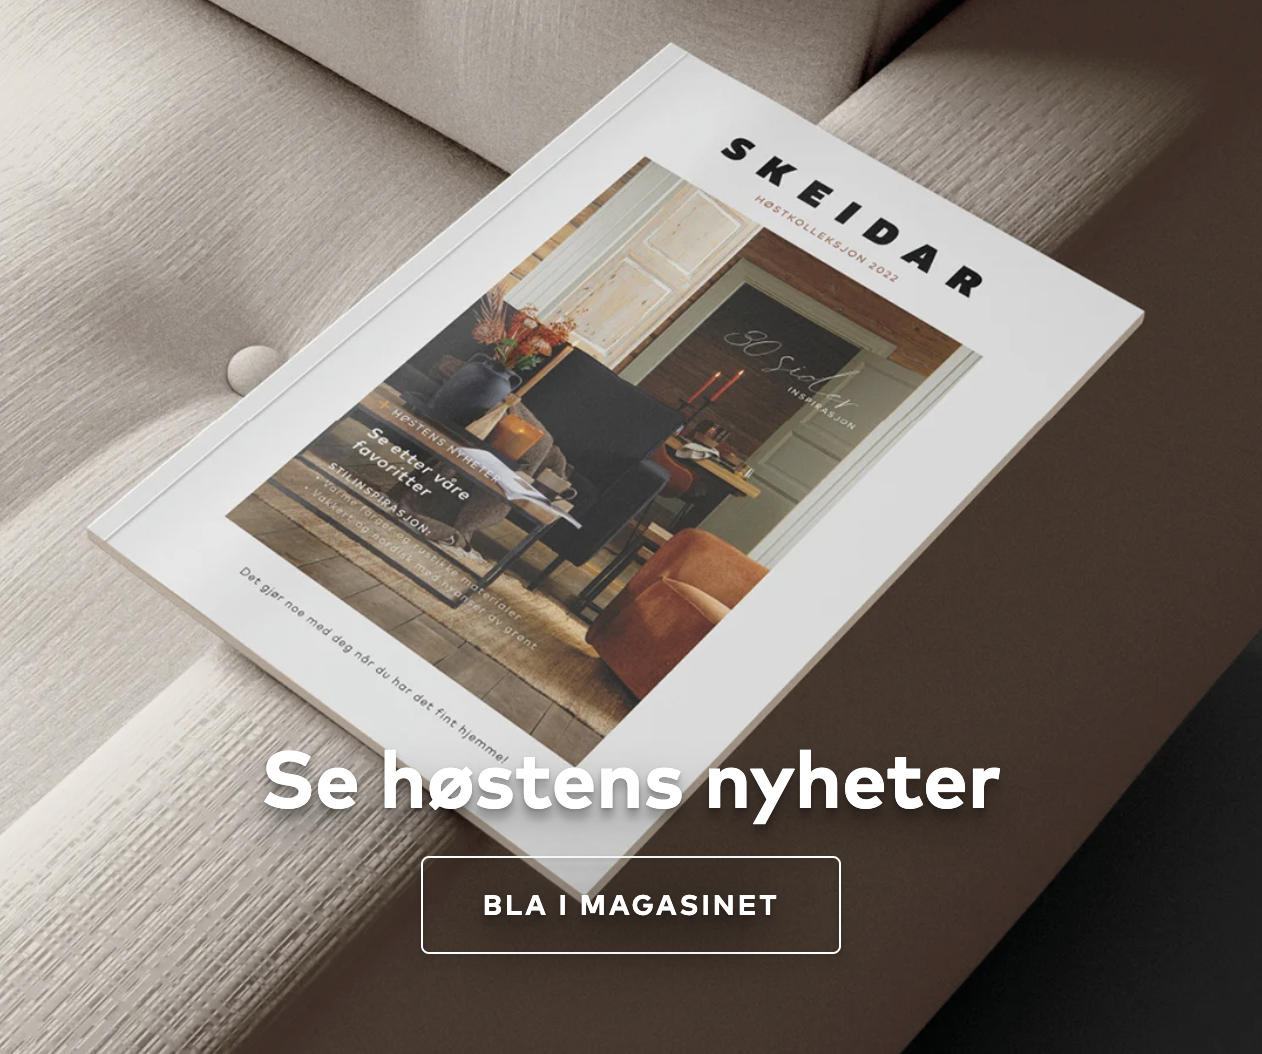 SKEIDAR
HØSTKOLLEKSJON 2022
30 sider
INSPIRASJON
+ HØSTENS NYHETER
Se etter våre
favoritter
STILINSPIRASJON:
• Varme farger og rustikke materialer
• Vakkert og nordisk med nyanser av grønt
Det gjør noe med deg når du har det fint hjemme!
Se høstens nyheter
BLA I MAGASINET